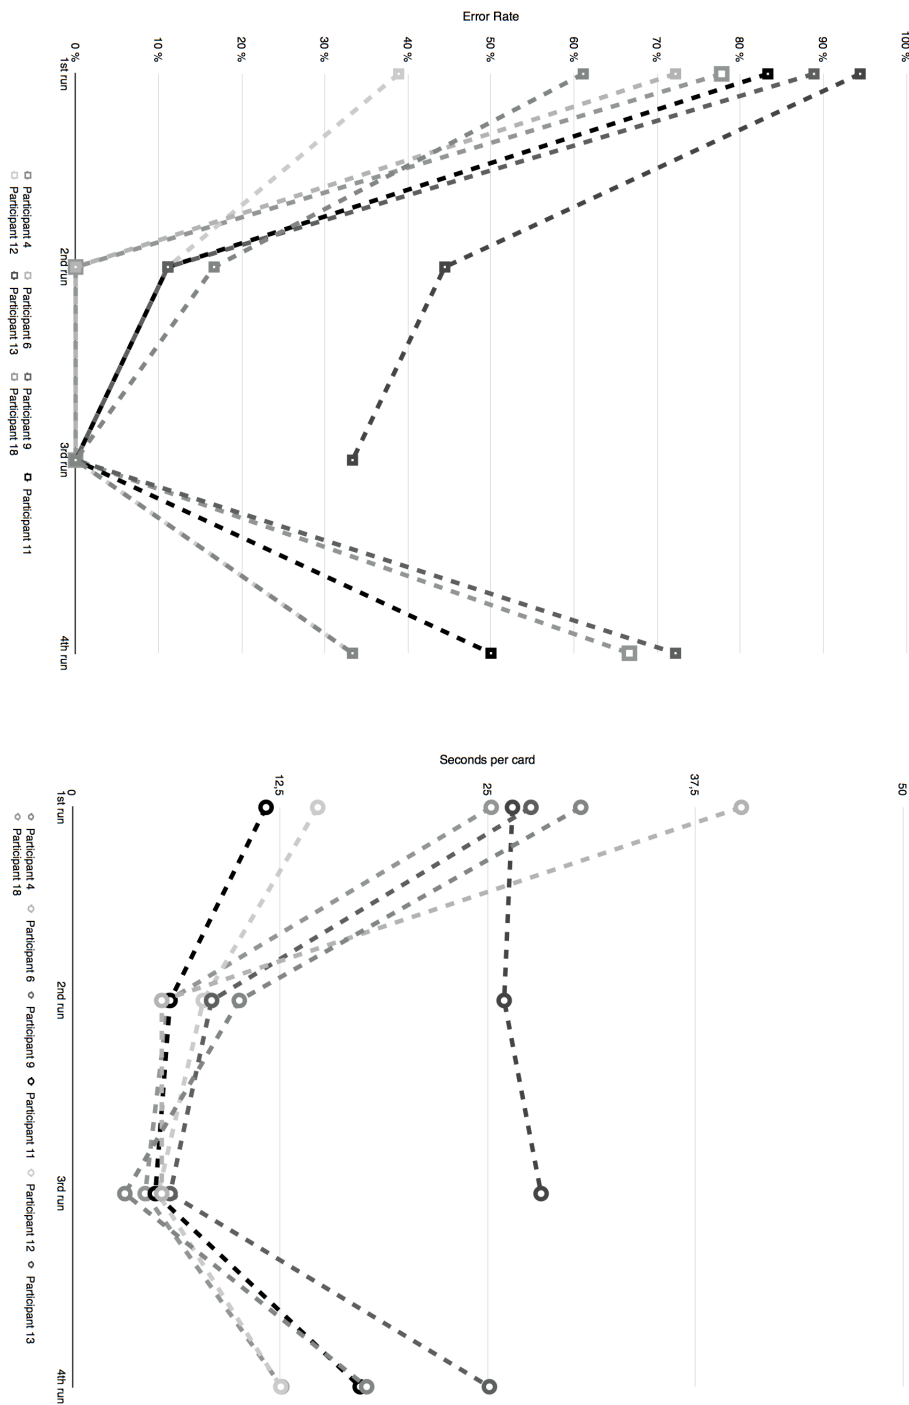 Error Rate
100 %
90 %
80 %
70 %
60 %
50 %
40 %
30 %
20 %
10 %
0 %
1st run
2nd run
3rd run
4th run
Participant 4
Participant 6
Participant 9
Participant 11
Participant 12
Participant 13
Participant 18
Seconds per card
50
37,5
25
12,5
0
1st run
2nd run
3rd run
4th run
Participant 4
Participant 6
Participant 9
Participant 11
Participant 12
Participant 13
Participant 18